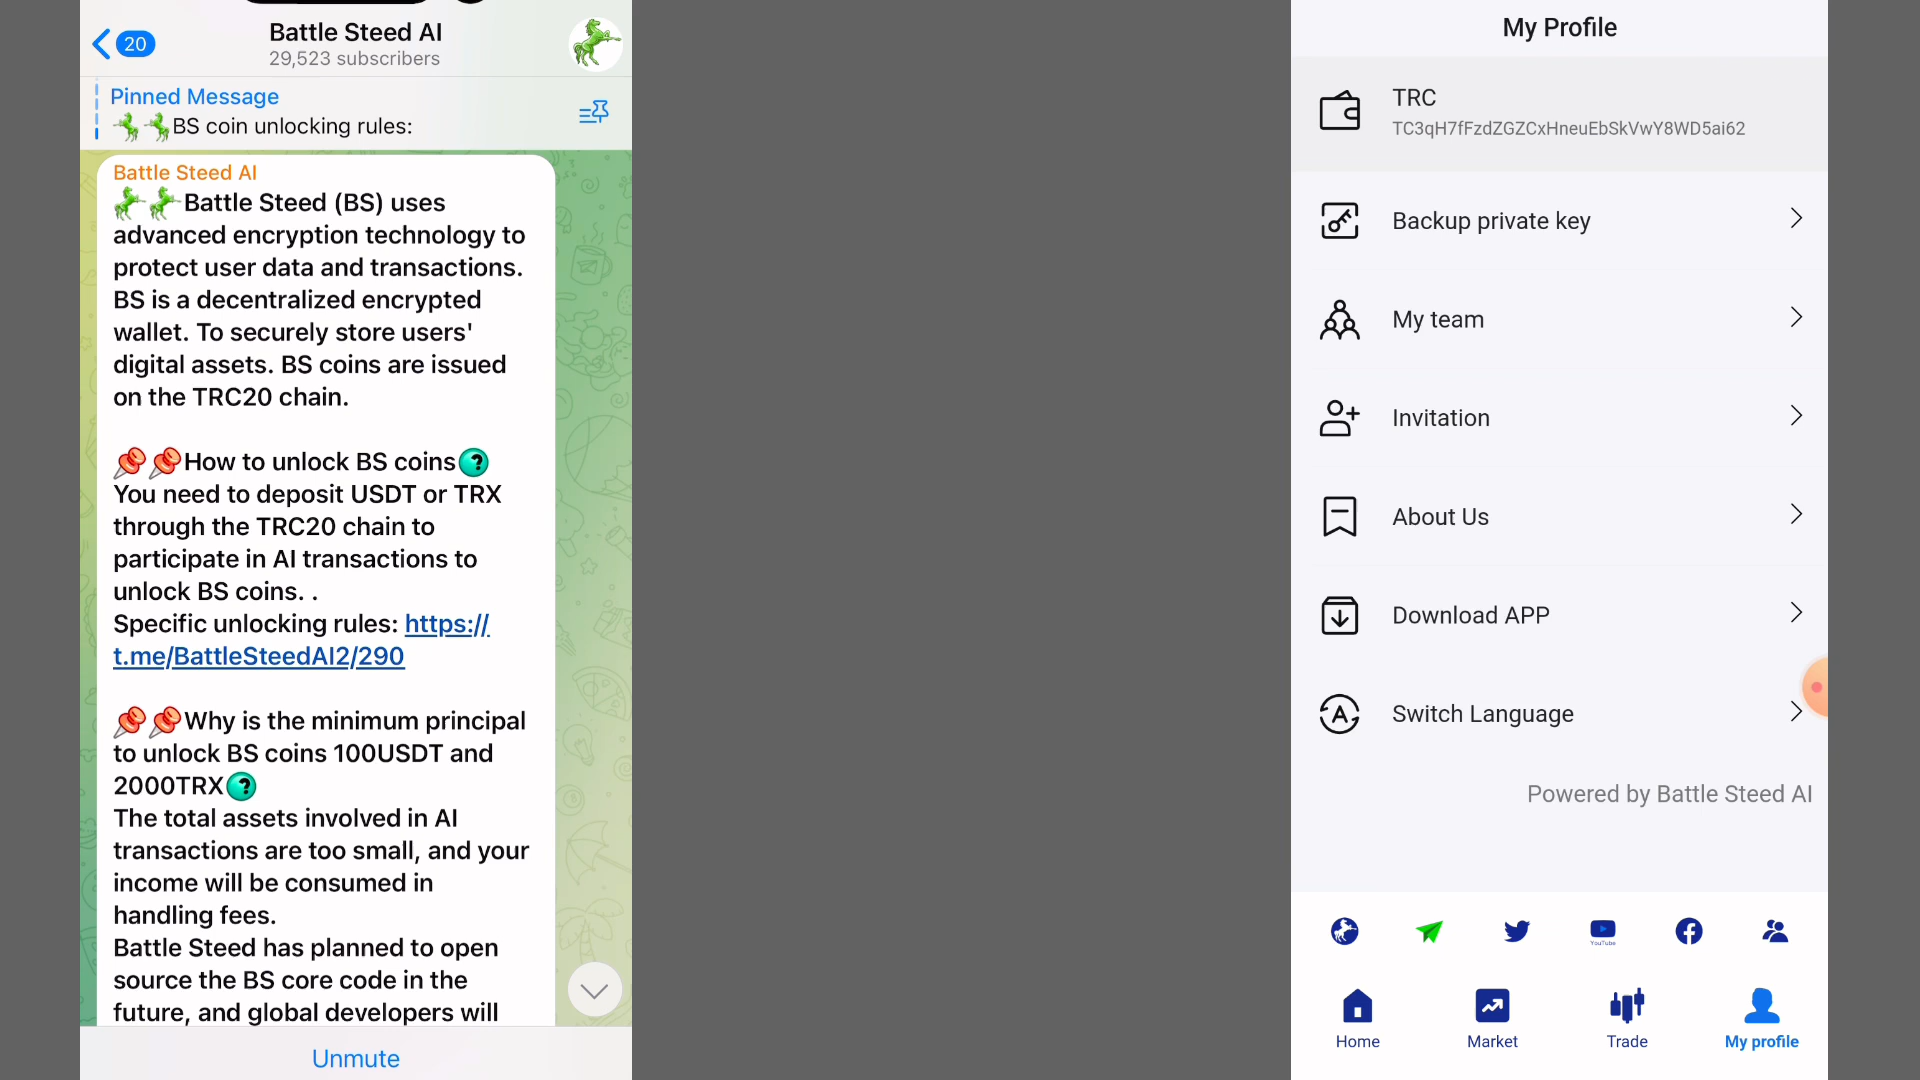 20
Battle Steed AI
29,523 subscribers
Pinned Message
BS coin unlocking rules:
Battle Steed AI
Battle Steed (BS) uses
advanced encryption technology to
protect user data and transactions.
BS is a decentralized encrypted
wallet. To securely store users'
digital assets. BS coins are issued
on the TRC20 chain.
How to unlock BS coins
You need to deposit USDT or TRX
through the TRC20 chain to
participate in AI transactions to
unlock BS coins. .
Specific unlocking rules: https://
t.me/BattleSteedAI2/290
Why is the minimum principal
to unlock BS coins 100USDT and
2000TRX
The total assets involved in AI
transactions are too small, and your
income will be consumed in
handling fees.
Battle Steed has planned to open
source the BS core code in the
future, and global developers will
Unmute
My Profile
TRC
TC3qH7fFzdZGZCxHneuEbSkVwY8WD5ai62
Backup private key
My team
Invitation
About Us
Download APP
Switch Language
Powered by Battle Steed AI
YouTube
Home
Market
Trade
My profile